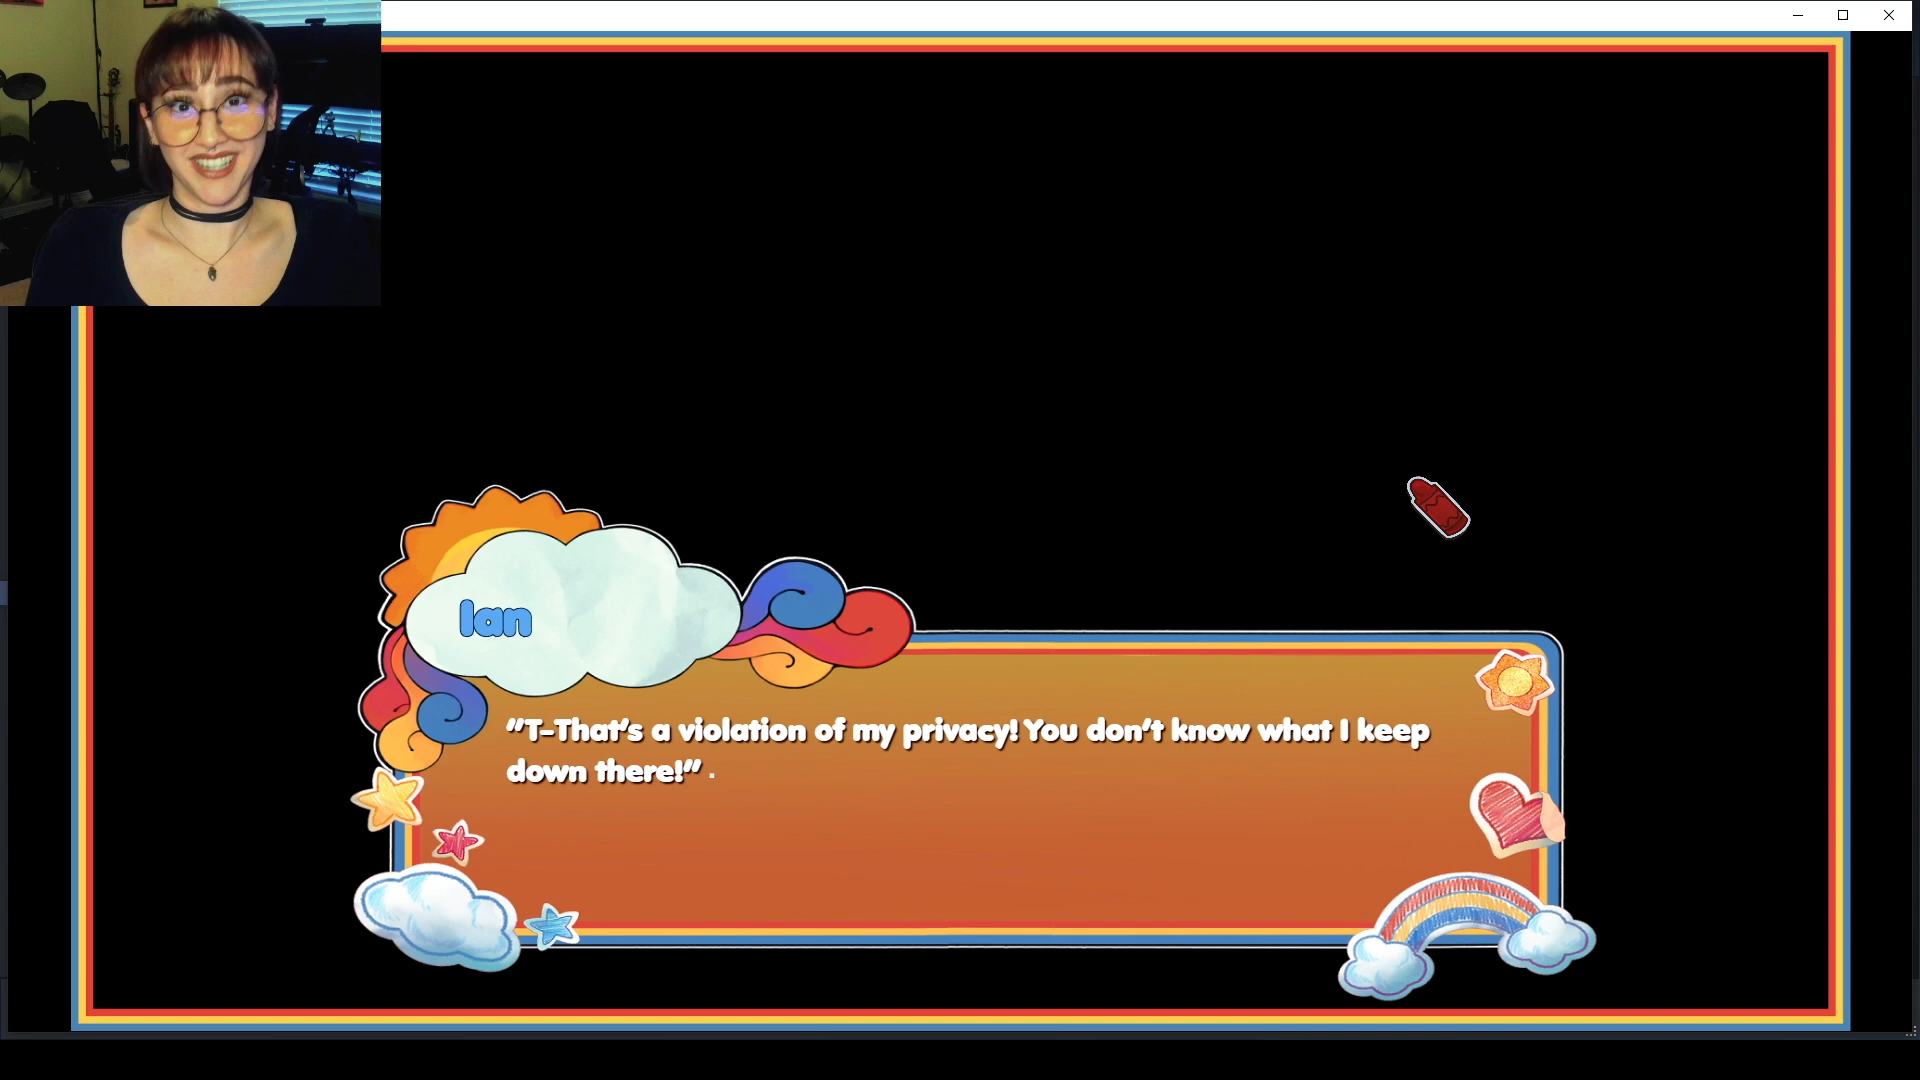 Ian
"T-That's a violation of my privacy! You don't know what I keep
down there!" .